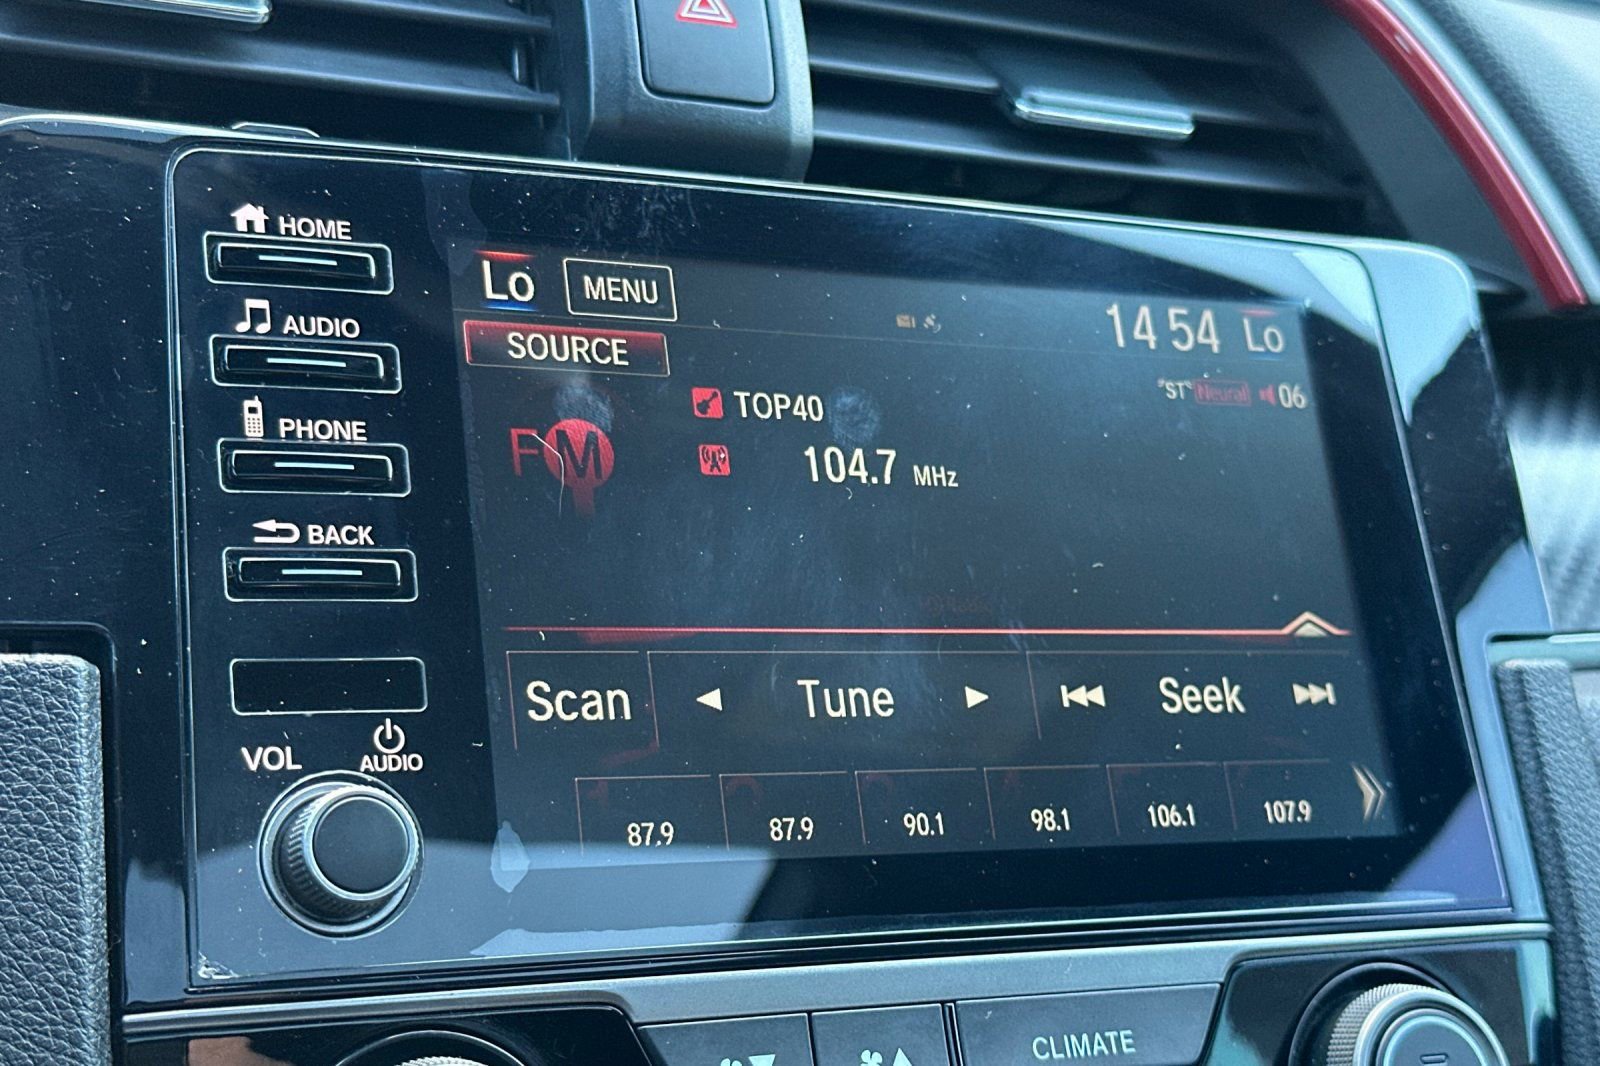 HOME
Lo MENU
14 54 Lo
AUDIO
SOURCE
"ST" Neural 06
TOP40
PHONE
FM
104.7 MHz
BACK
Scan Tune Seek
VOL AUDIO
87.9 87.9 90.1 98.1 106.1 107.9
CLIMATE